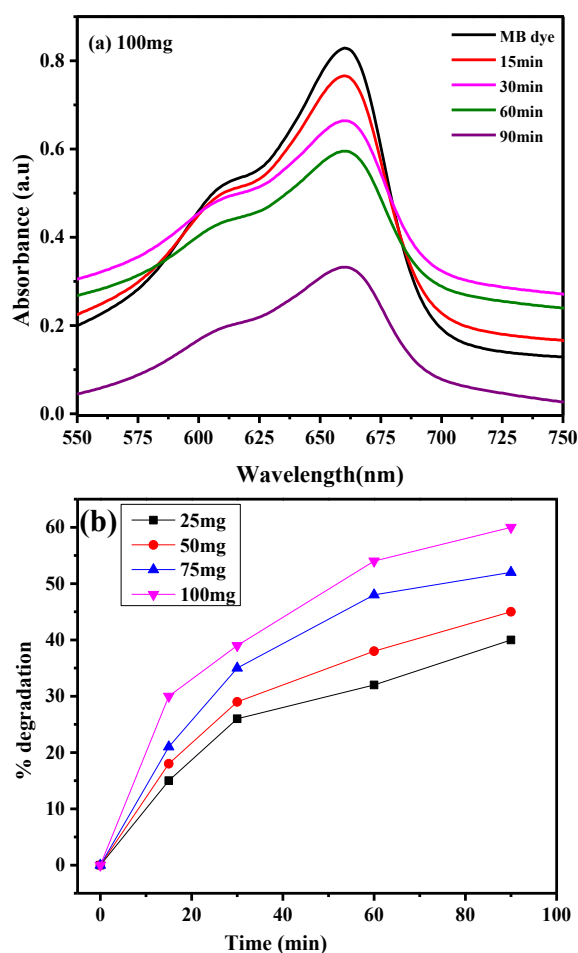 (a) 100mg
MB dye
15min
30min
60min
90min
Absorbance (a.u)
0.8
0.6
0.4
0.2
0.0
550 575 600 625 650 675 700 725 750
Wavelength(nm)
(b)
25mg
50mg
75mg
100mg
% degradation
60
50
40
30
20
10
0
0 20 40 60 80 100
Time (min)